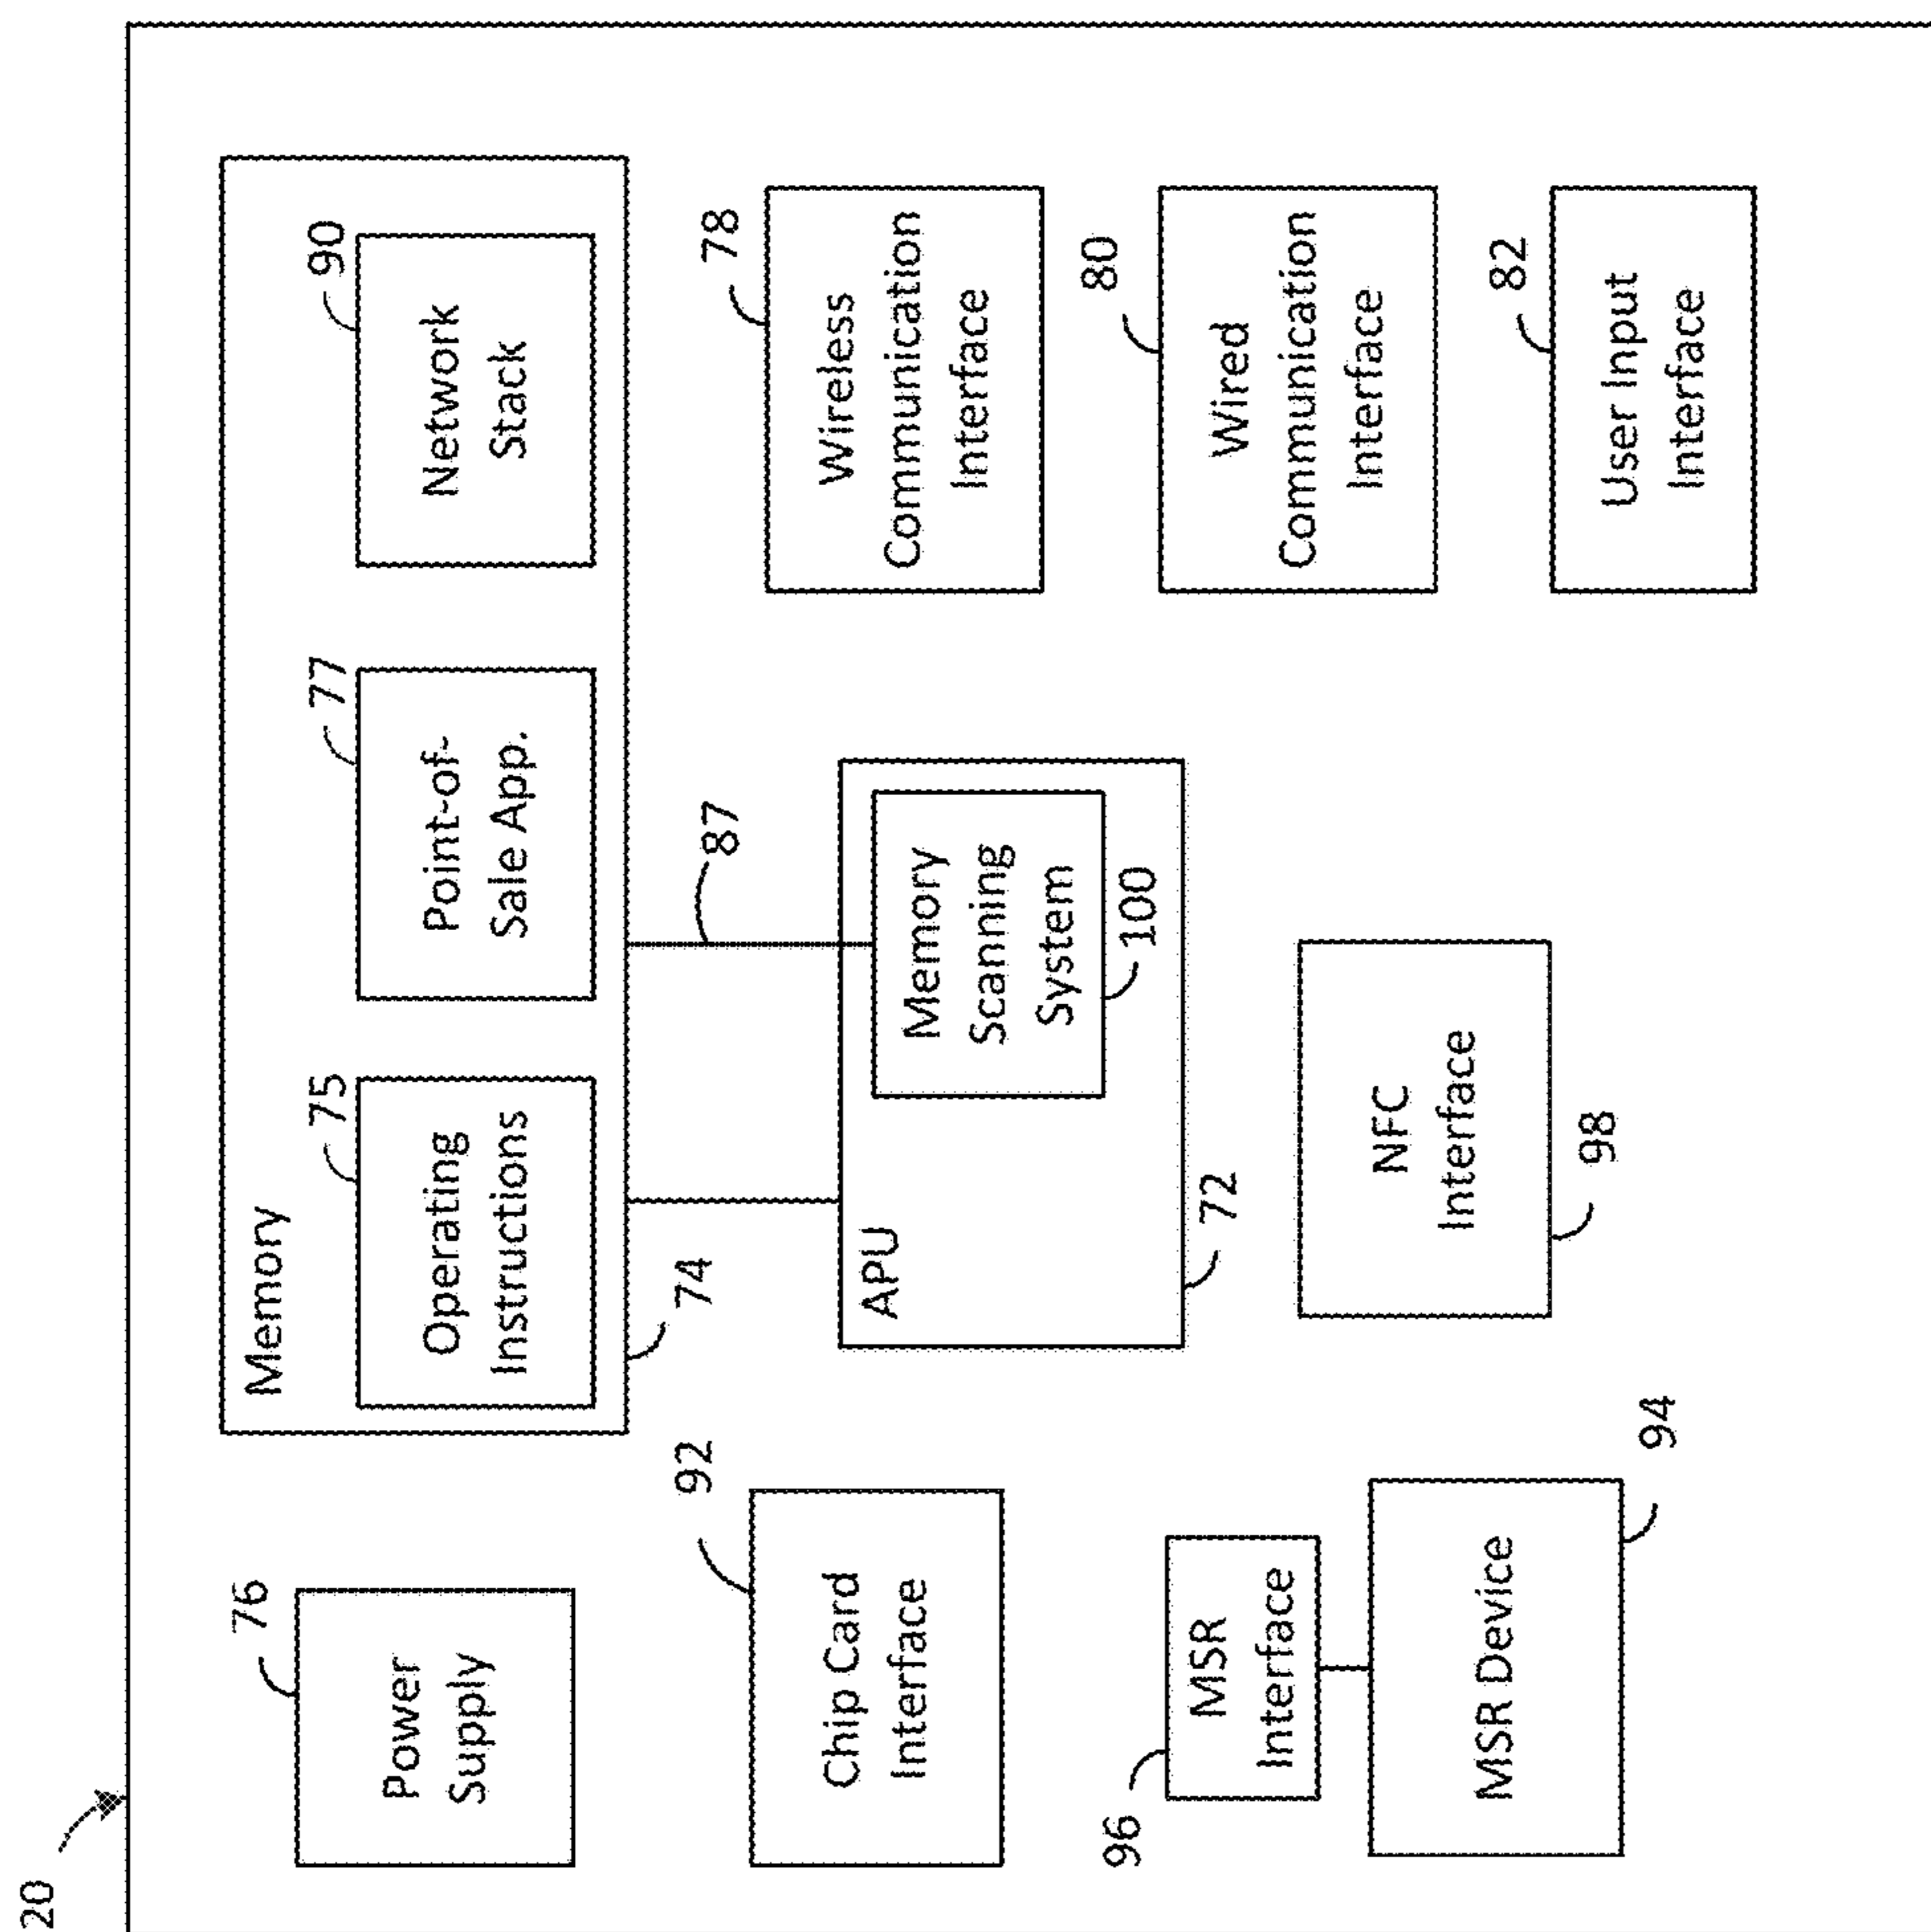 20
76
Power
Supply
Memory
75
Operating
Instructions
77
Point-of-
Sale App.
90
Network
Stack
74
87
92
Chip Card
Interface
APU
Memory
Scanning
System
100
72
78
Wireless
Communication
Interface
96
MSR
Interface
MSR Device
94
NFC
Interface
98
80
Wired
Communication
Interface
82
User Input
Interface